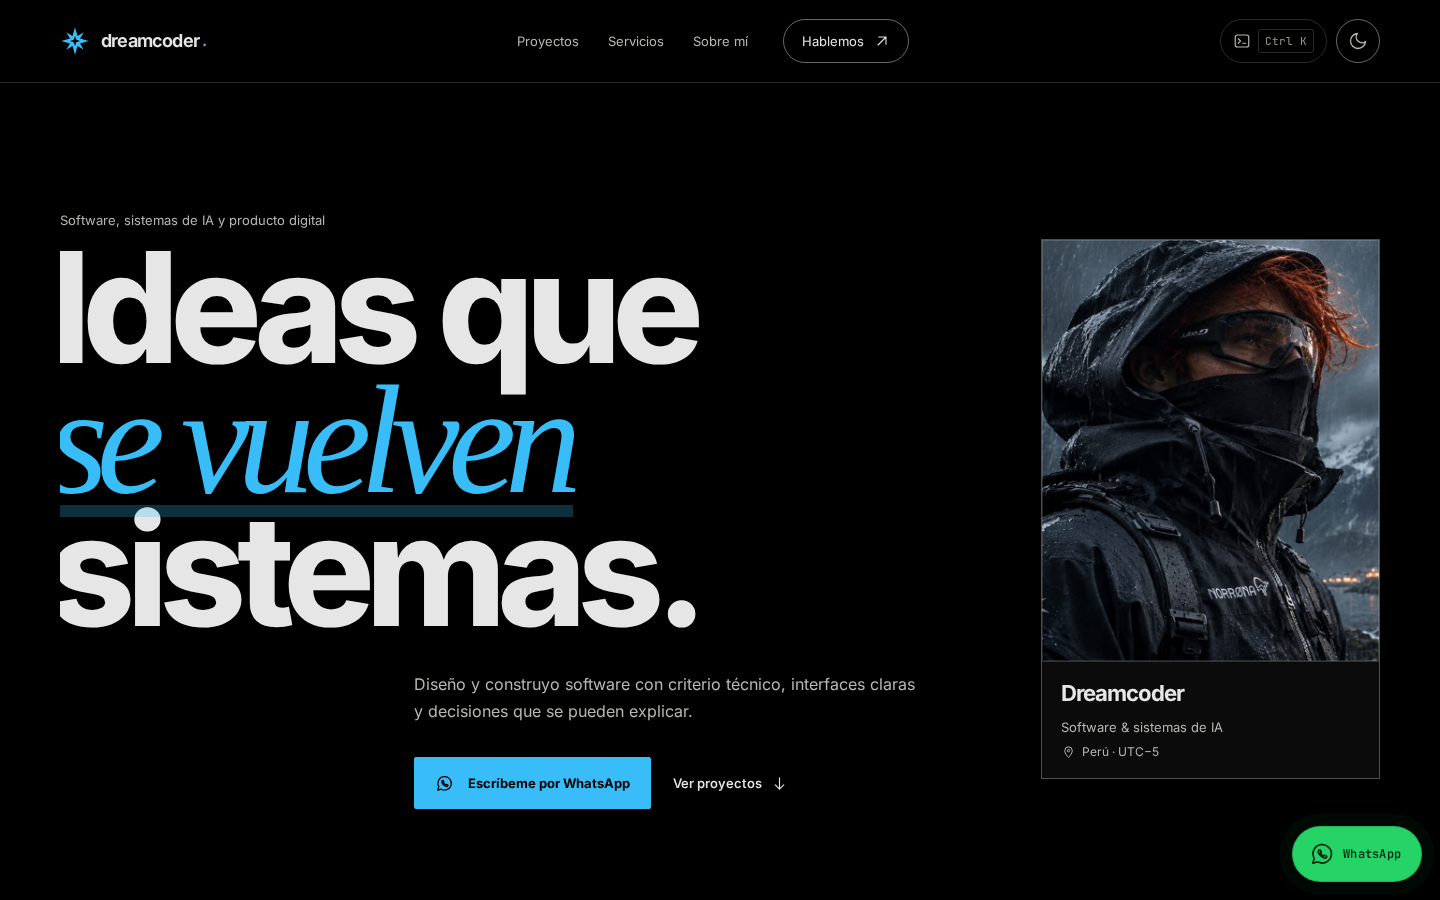 dreamcoder.
Proyectos
Servicios
Sobre mí
Hablemos
Ctrl K
Software, sistemas de IA y producto digital
Ideas que
se vuelven
sistemas.
Diseño y construyo software con criterio técnico, interfaces claras
y decisiones que se pueden explicar.
Escríbeme por WhatsApp
Ver proyectos
NORRØNA
Dreamcoder
Software & sistemas de IA
Perú · UTC−5
WhatsApp